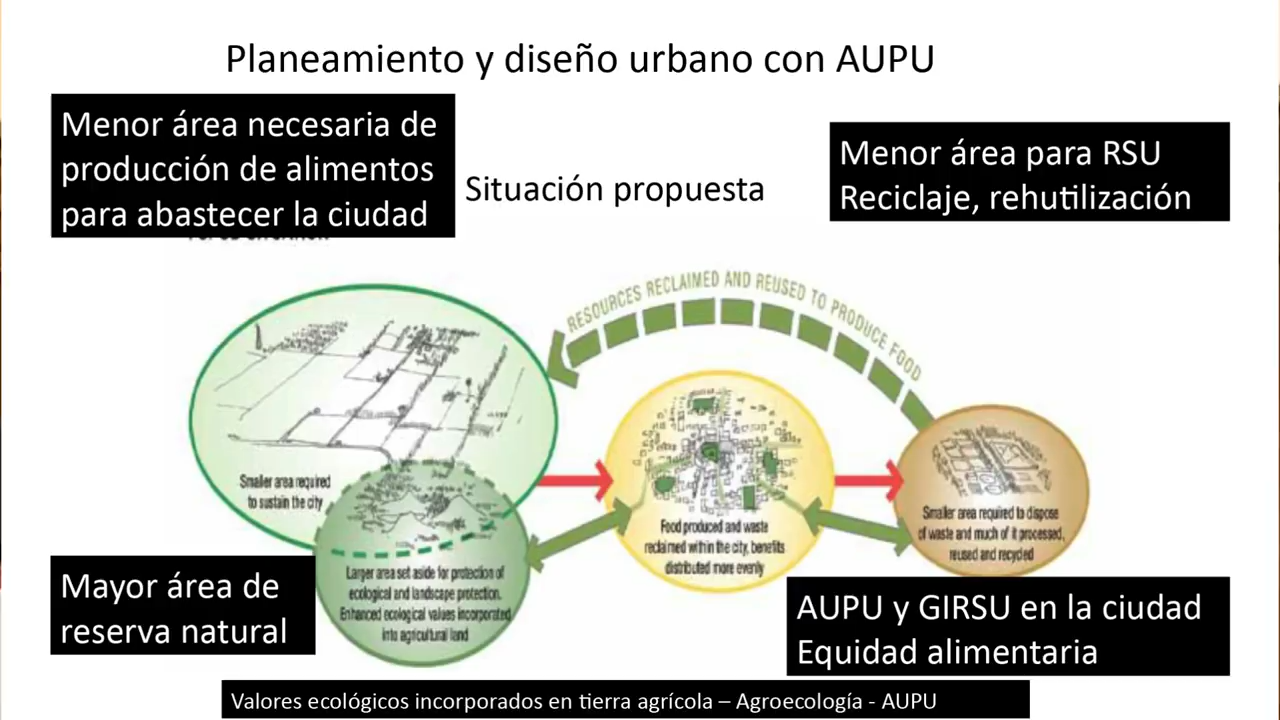 Planeamiento y diseño urbano con AUPU
Menor área necesaria de
producción de alimentos
para abastecer la ciudad
Situación propuesta
Menor área para RSU
Reciclaje, rehutilización
RESOURCES RECLAIMED AND REUSED TO PRODUCE FOOD
Smaller area required
to sustain the city
Food produced and waste
reclaimed within the city, benefits
distributed more evenly
Smaller area required to dispose
of waste and much of it processed,
reused and recycled
Larger area set aside for protection of
ecological and landscape protection.
Enhanced ecological values incorporated
into agricultural land
Mayor área de
reserva natural
AUPU y GIRSU en la ciudad
Equidad alimentaria
Valores ecológicos incorporados en tierra agrícola – Agroecología - AUPU